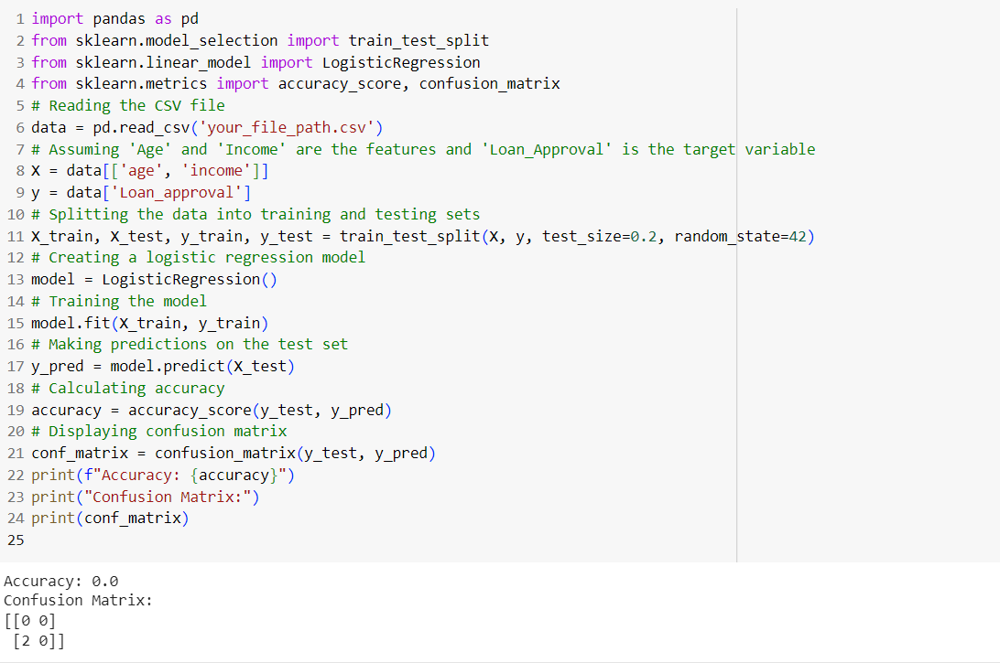 1 import pandas as pd
2 from sklearn.model_selection import train_test_split
3 from sklearn.linear_model import LogisticRegression
4 from sklearn.metrics import accuracy_score, confusion_matrix
5 # Reading the CSV file
6 data = pd.read_csv('your_file_path.csv')
7 # Assuming 'Age' and 'Income' are the features and 'Loan_Approval' is the target variable
8 X = data[['age', 'income']]
9 y = data['Loan_approval']
10 # Splitting the data into training and testing sets
11 X_train, X_test, y_train, y_test = train_test_split(X, y, test_size=0.2, random_state=42)
12 # Creating a logistic regression model
13 model = LogisticRegression()
14 # Training the model
15 model.fit(X_train, y_train)
16 # Making predictions on the test set
17 y_pred = model.predict(X_test)
18 # Calculating accuracy
19 accuracy = accuracy_score(y_test, y_pred)
20 # Displaying confusion matrix
21 conf_matrix = confusion_matrix(y_test, y_pred)
22 print(f"Accuracy: {accuracy}")
23 print("Confusion Matrix:")
24 print(conf_matrix)
25
Accuracy: 0.0
Confusion Matrix:
[[0 0]
 [2 0]]